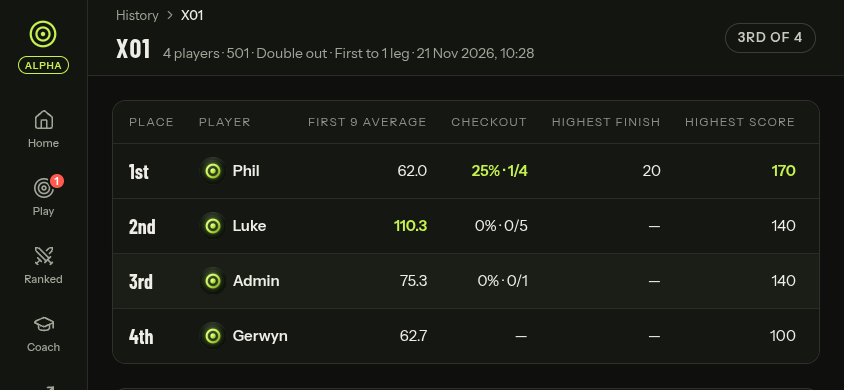 History > X01
X01 4 players · 501 · Double out · First to 1 leg · 21 Nov 2026, 10:28
3RD OF 4
ALPHA
Home
1
Play
Ranked
Coach
PLACE PLAYER FIRST 9 AVERAGE CHECKOUT HIGHEST FINISH HIGHEST SCORE
1st Phil 62.0 25% · 1/4 20 170
2nd Luke 110.3 0% · 0/5 — 140
3rd Admin 75.3 0% · 0/1 — 140
4th Gerwyn 62.7 — — 100